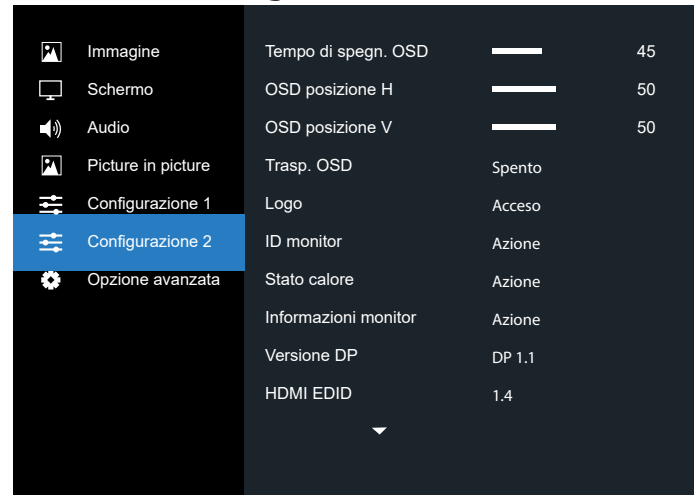 Immagine
Schermo
Audio
Picture in picture
Configurazione 1
Configurazione 2
Opzione avanzata
Tempo di spegn. OSD 45
OSD posizione H 50
OSD posizione V 50
Trasp. OSD Spento
Logo Acceso
ID monitor Azione
Stato calore Azione
Informazioni monitor Azione
Versione DP DP 1.1
HDMI EDID 1.4